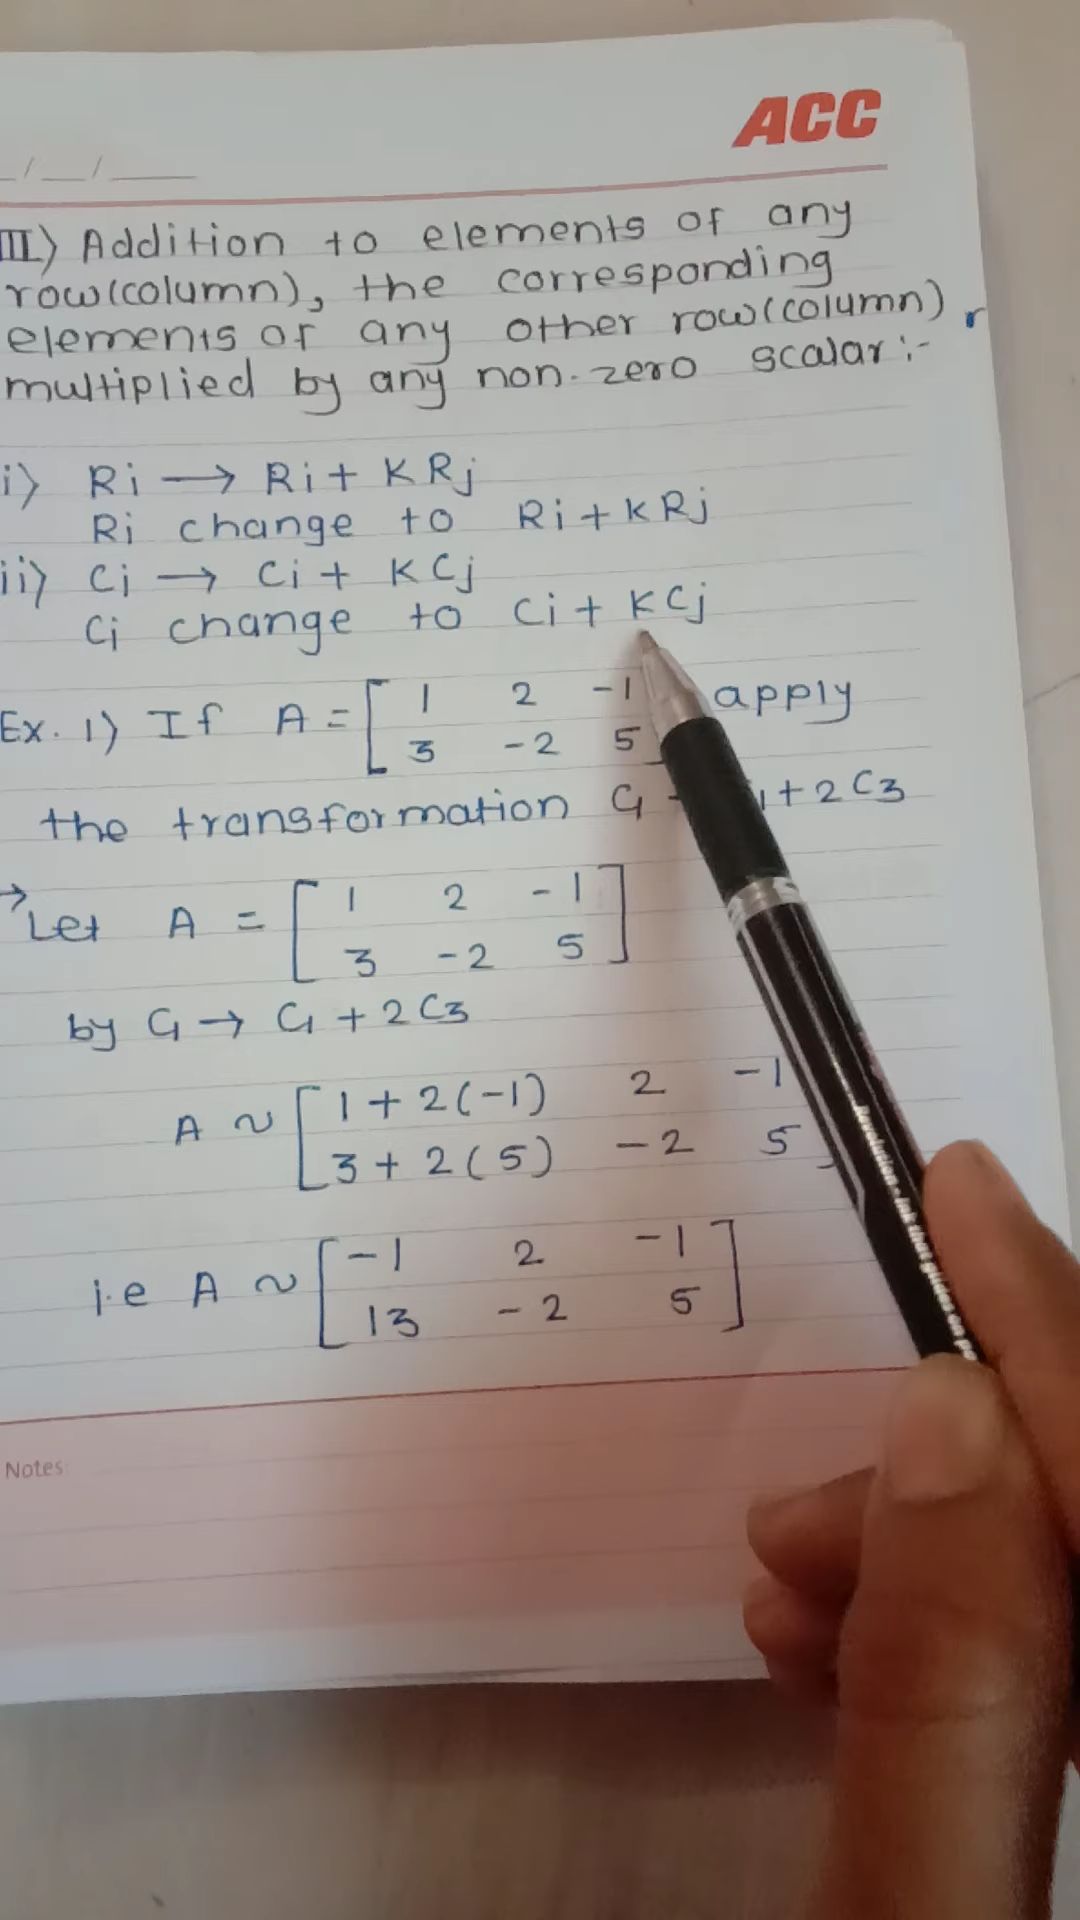 ACC
_/__/____
III) Addition to elements of any
row(column), the corresponding
elements of any other row(column),
multiplied by any non-zero scalar :-
i) Ri → Ri + KRj
Ri change to Ri + KRj
ii) Ci → Ci + KCj
Ci change to Ci + KCj
Ex. 1) If A = [ 1 2 -1 apply
3 -2 5 ]
the transformation C1 + 2C3
→ Let A = [ 1 2 -1 ]
3 -2 5
by C1 → C1 + 2C3
A ~ [ 1 + 2(-1) 2 -1
3 + 2(5) -2 5 ]
i.e A ~ [ -1 2 -1 ]
13 -2 5
Notes: